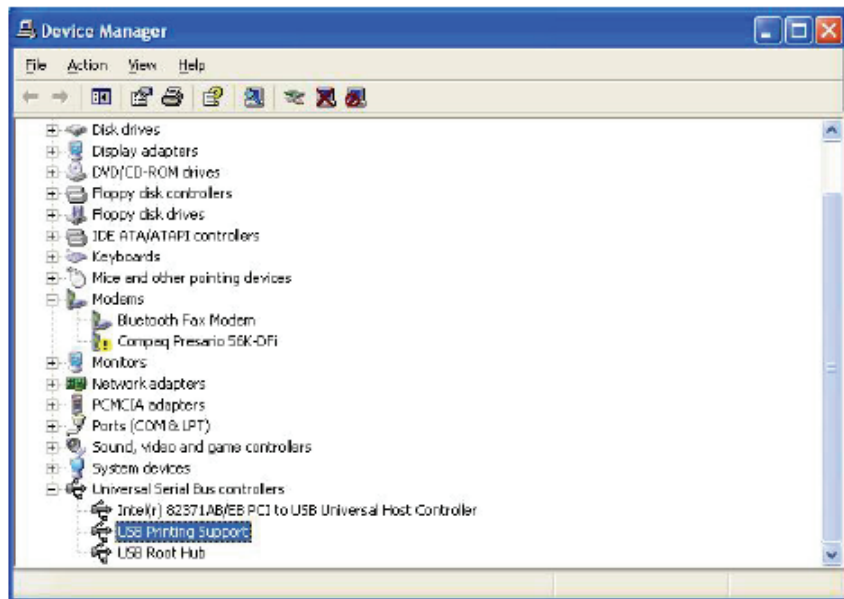 Device Manager
File Action View Help
Disk drives
Display adapters
DVD/CD-ROM drives
Floppy disk controllers
Floppy disk drives
IDE ATA/ATAPI controllers
Keyboards
Mice and other pointing devices
Modems
Bluetooth Fax Modem
Compaq Presario 56K-DFi
Monitors
Network adapters
PCMCIA adapters
Ports (COM & LPT)
Sound, video and game controllers
System devices
Universal Serial Bus controllers
Intel(r) 82371AB/EB PCI to USB Universal Host Controller
USB Printing Support
USB Root Hub